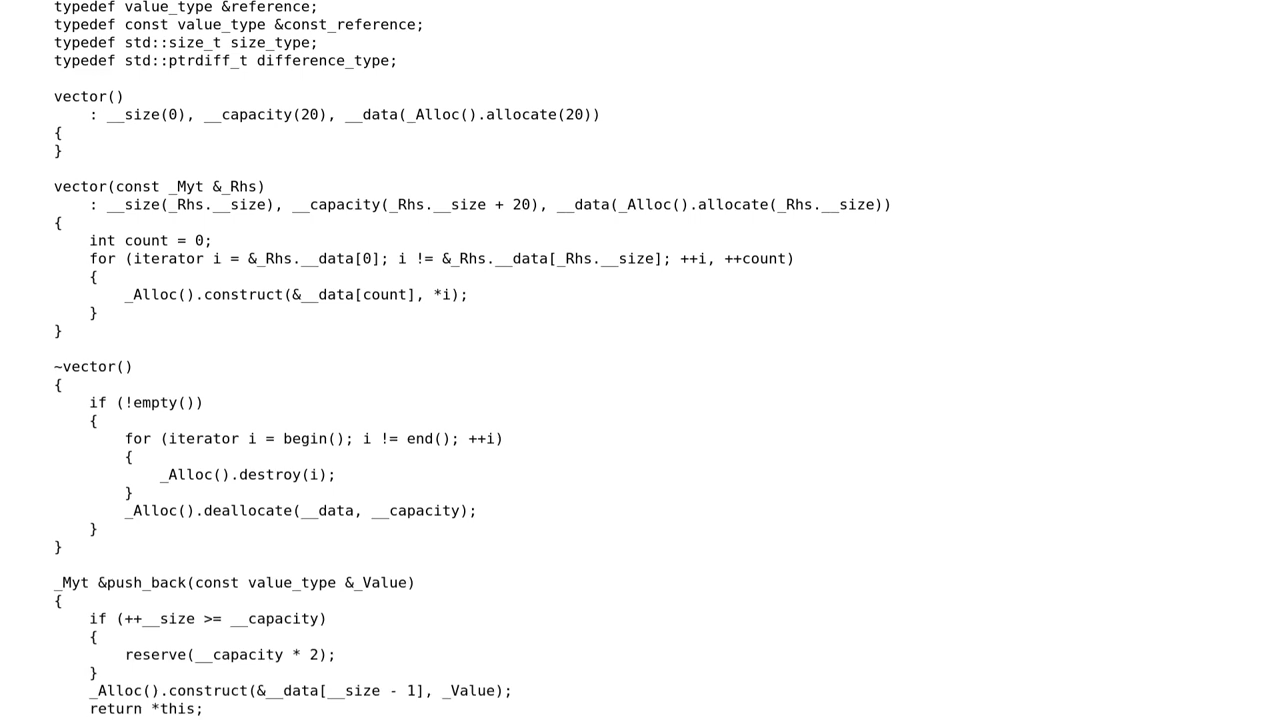 typedef value_type &reference;
typedef const value_type &const_reference;
typedef std::size_t size_type;
typedef std::ptrdiff_t difference_type;

vector()
    : __size(0), __capacity(20), __data(_Alloc().allocate(20))
{
}

vector(const _Myt &_Rhs)
    : __size(_Rhs.__size), __capacity(_Rhs.__size + 20), __data(_Alloc().allocate(_Rhs.__size))
{
    int count = 0;
    for (iterator i = &_Rhs.__data[0]; i != &_Rhs.__data[_Rhs.__size]; ++i, ++count)
    {
        _Alloc().construct(&__data[count], *i);
    }
}

~vector()
{
    if (!empty())
    {
        for (iterator i = begin(); i != end(); ++i)
        {
            _Alloc().destroy(i);
        }
        _Alloc().deallocate(__data, __capacity);
    }
}

_Myt &push_back(const value_type &_Value)
{
    if (++__size >= __capacity)
    {
        reserve(__capacity * 2);
    }
    _Alloc().construct(&__data[__size - 1], _Value);
    return *this;